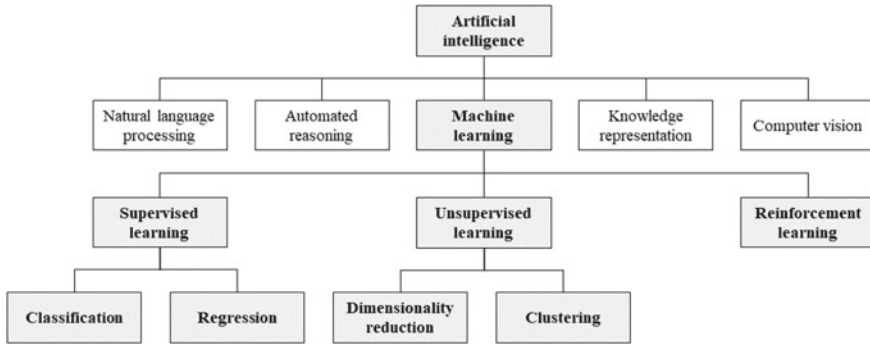 Artificial
intelligence
Natural language
processing
Automated
reasoning
Machine
learning
Knowledge
representation
Computer vision
Supervised
learning
Unsupervised
learning
Reinforcement
learning
Classification
Regression
Dimensionality
reduction
Clustering